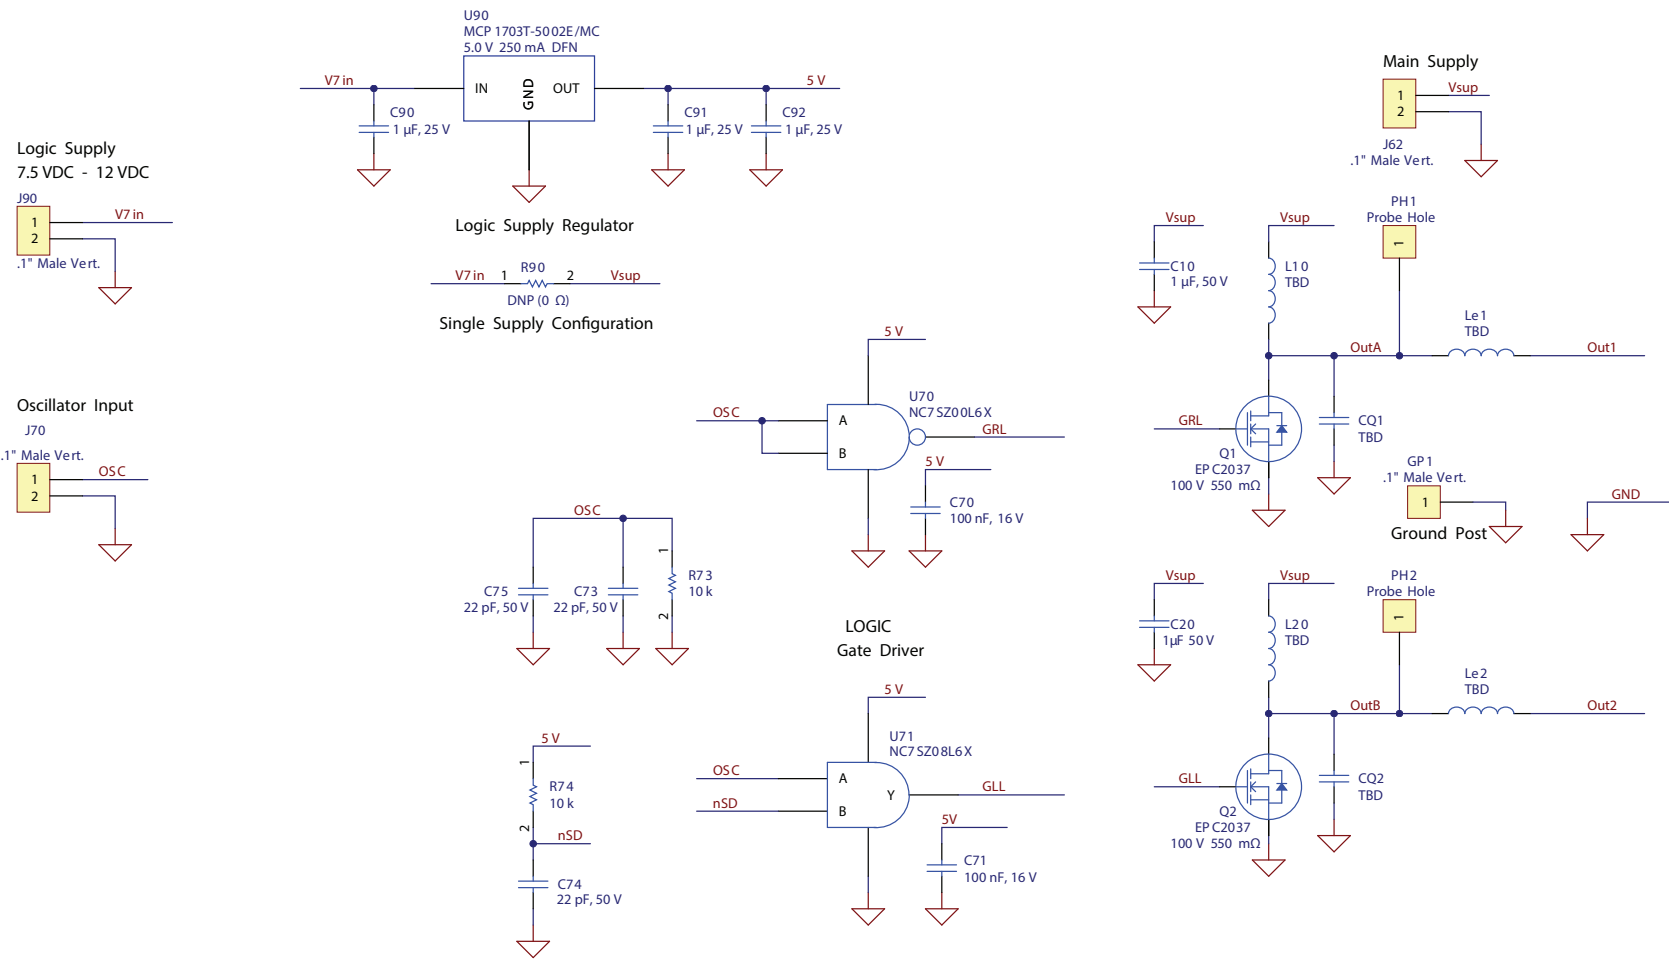 U90
MCP 1703T-5002E/MC
5.0 V 250 mA DFN
V7 in
IN
GND
OUT
5 V
C90
1 µF, 25 V
C91
1 µF, 25 V
C92
1 µF, 25 V
Logic Supply Regulator
Logic Supply
7.5 VDC - 12 VDC
J90
1
2
V7 in
.1" Male Vert.
V7 in
1
R90
2
Vsup
DNP (0 Ω)
Single Supply Configuration
Oscillator Input
J70
.1" Male Vert.
1
2
OSC
5 V
U70
NC7SZ00L6X
OSC
A
B
GRL
5 V
C70
100 nF, 16 V
OSC
C75
22 pF, 50 V
C73
22 pF, 50 V
1
R73
10 k
2
LOGIC
Gate Driver
5 V
U71
NC7SZ08L6X
OSC
nSD
A
B
Y
GLL
5V
C71
100 nF, 16 V
5 V
1
R74
10 k
2
nSD
C74
22 pF, 50 V
Main Supply
1
2
Vsup
J62
.1" Male Vert.
Vsup
C10
1 µF, 50 V
Vsup
L10
TBD
PH1
Probe Hole
1
OutA
Le1
TBD
Out1
GRL
Q1
EPC2037
100 V 550 mΩ
CQ1
TBD
GP1
.1" Male Vert.
1
Ground Post
GND
Vsup
C20
1µF 50 V
Vsup
L20
TBD
PH2
Probe Hole
1
OutB
Le2
TBD
Out2
GLL
Q2
EPC2037
100 V 550 mΩ
CQ2
TBD